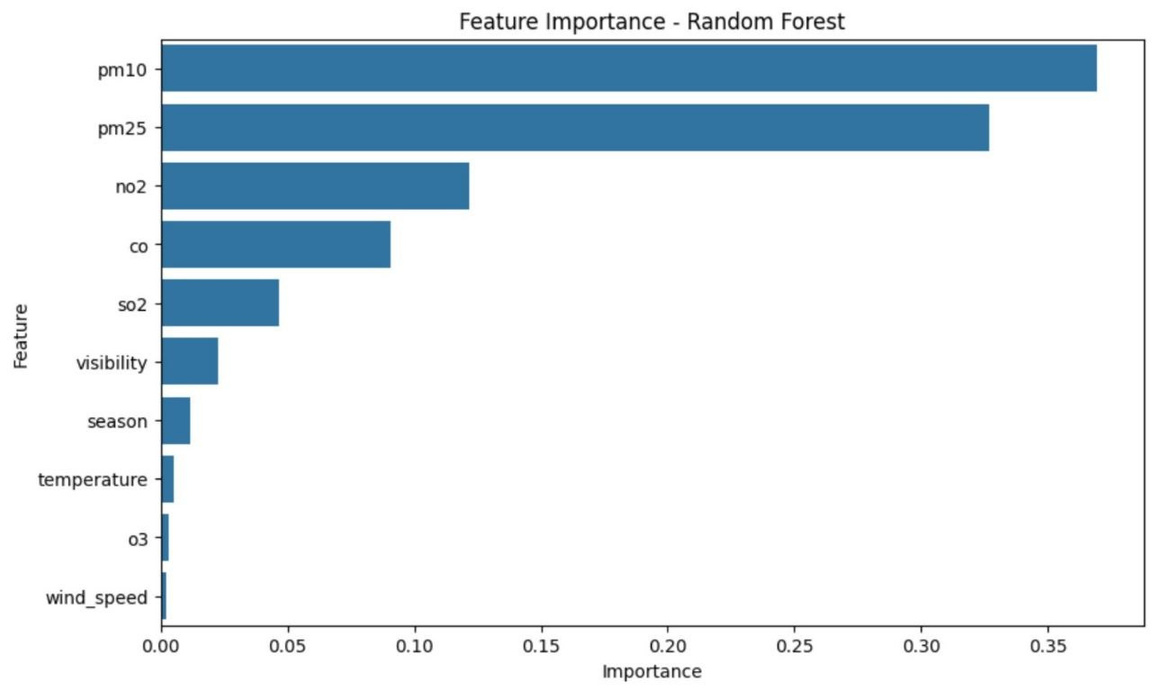 Feature Importance - Random Forest
Feature
pm10
pm25
no2
co
so2
visibility
season
temperature
o3
wind_speed
0.00 0.05 0.10 0.15 0.20 0.25 0.30 0.35
Importance